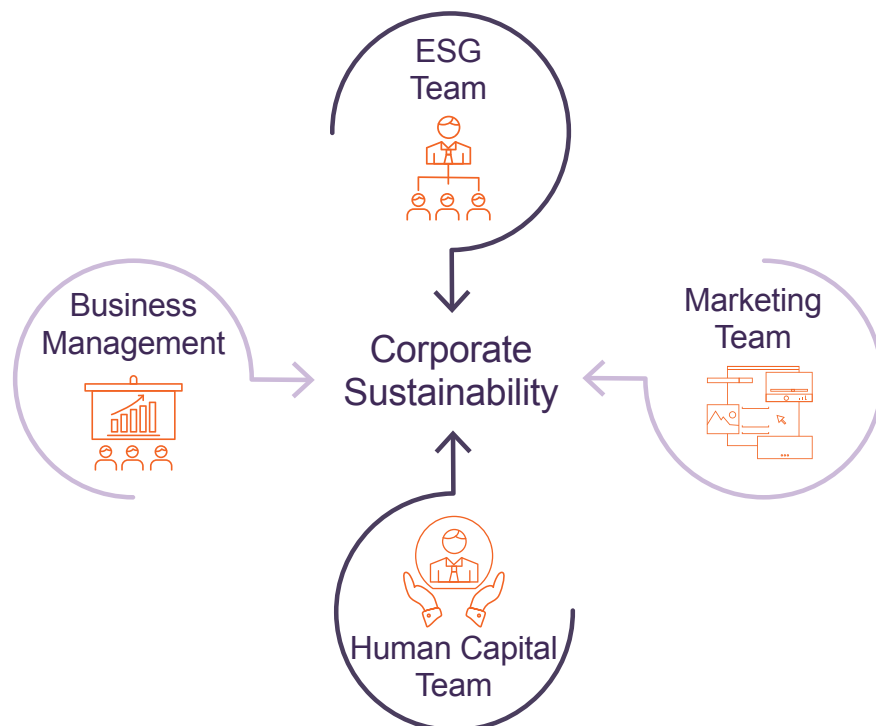 ESG
Team
Business
Management
Marketing
Team
Corporate
Sustainability
Human Capital
Team